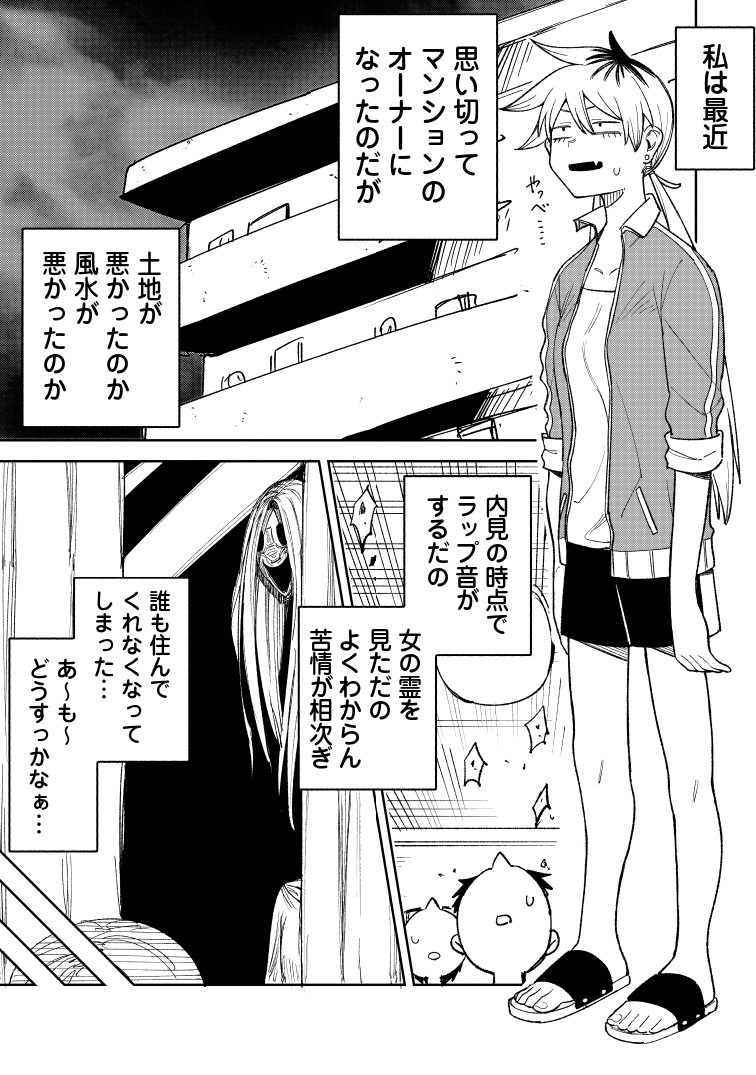 私は最近
思い切って
マンションの
オーナーに
なったのだが
やっべ…
土地が
悪かったのか
風水が
悪かったのか
内見の時点で
ラップ音が
するだの
女の霊を
見ただの
よくわからん
苦情が相次ぎ
誰も住んで
くれなくなって
しまった…
あ〜も〜
どうすっかなぁ…